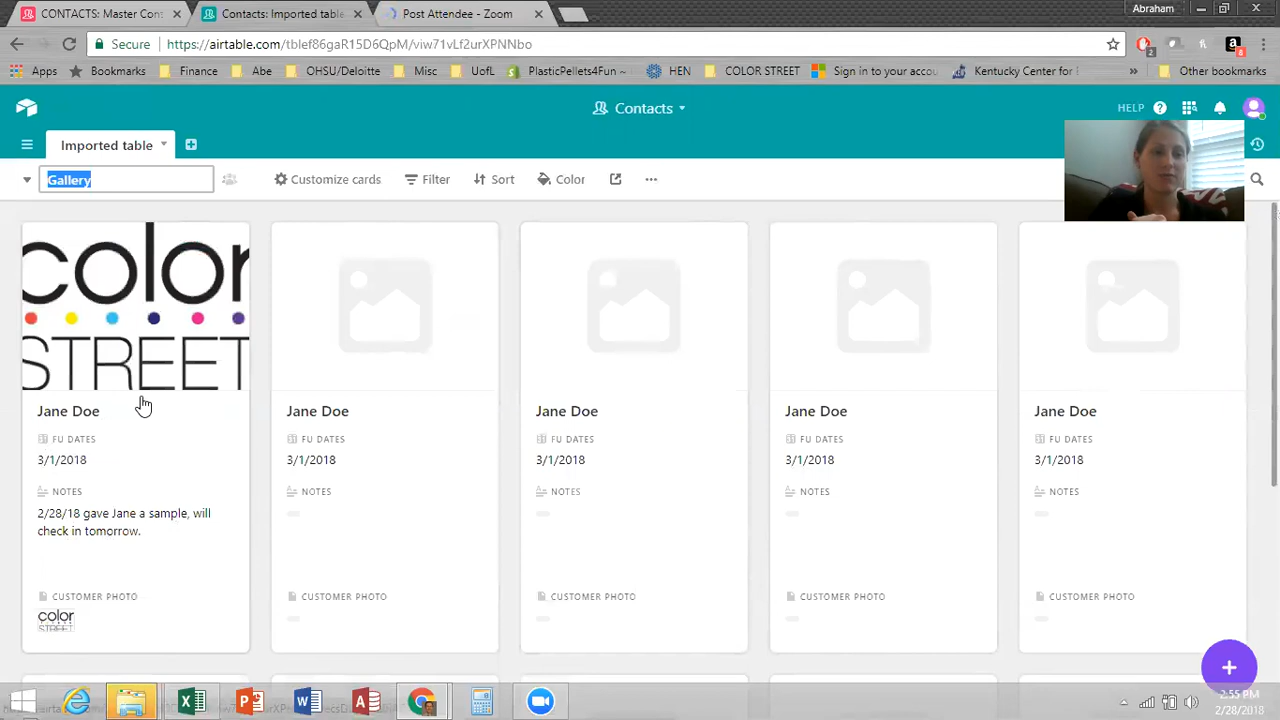 CONTACTS: Master Con
Contacts: Imported table
Post Attendee - Zoom
Abraham
Secure
https://airtable.com/tblef86gaR15D6QpM/viw71vLf2urXPNNbo
Apps
Bookmarks
Finance
Abe
OHSU/Deloitte
Misc
UofL
PlasticPellets4Fun ~
HEN
COLOR STREET
Sign in to your accou
Kentucky Center for I
»
Other bookmarks
Contacts
HELP
Imported table
Gallery
Customize cards
Filter
Sort
Color
color
STREET
Jane Doe
FU DATES
3/1/2018
NOTES
2/28/18 gave Jane a sample, will
check in tomorrow.
CUSTOMER PHOTO
color
STREET
Jane Doe
FU DATES
3/1/2018
NOTES
CUSTOMER PHOTO
Jane Doe
FU DATES
3/1/2018
NOTES
CUSTOMER PHOTO
Jane Doe
FU DATES
3/1/2018
NOTES
CUSTOMER PHOTO
Jane Doe
FU DATES
3/1/2018
NOTES
CUSTOMER PHOTO
2:55 PM
2/28/2018